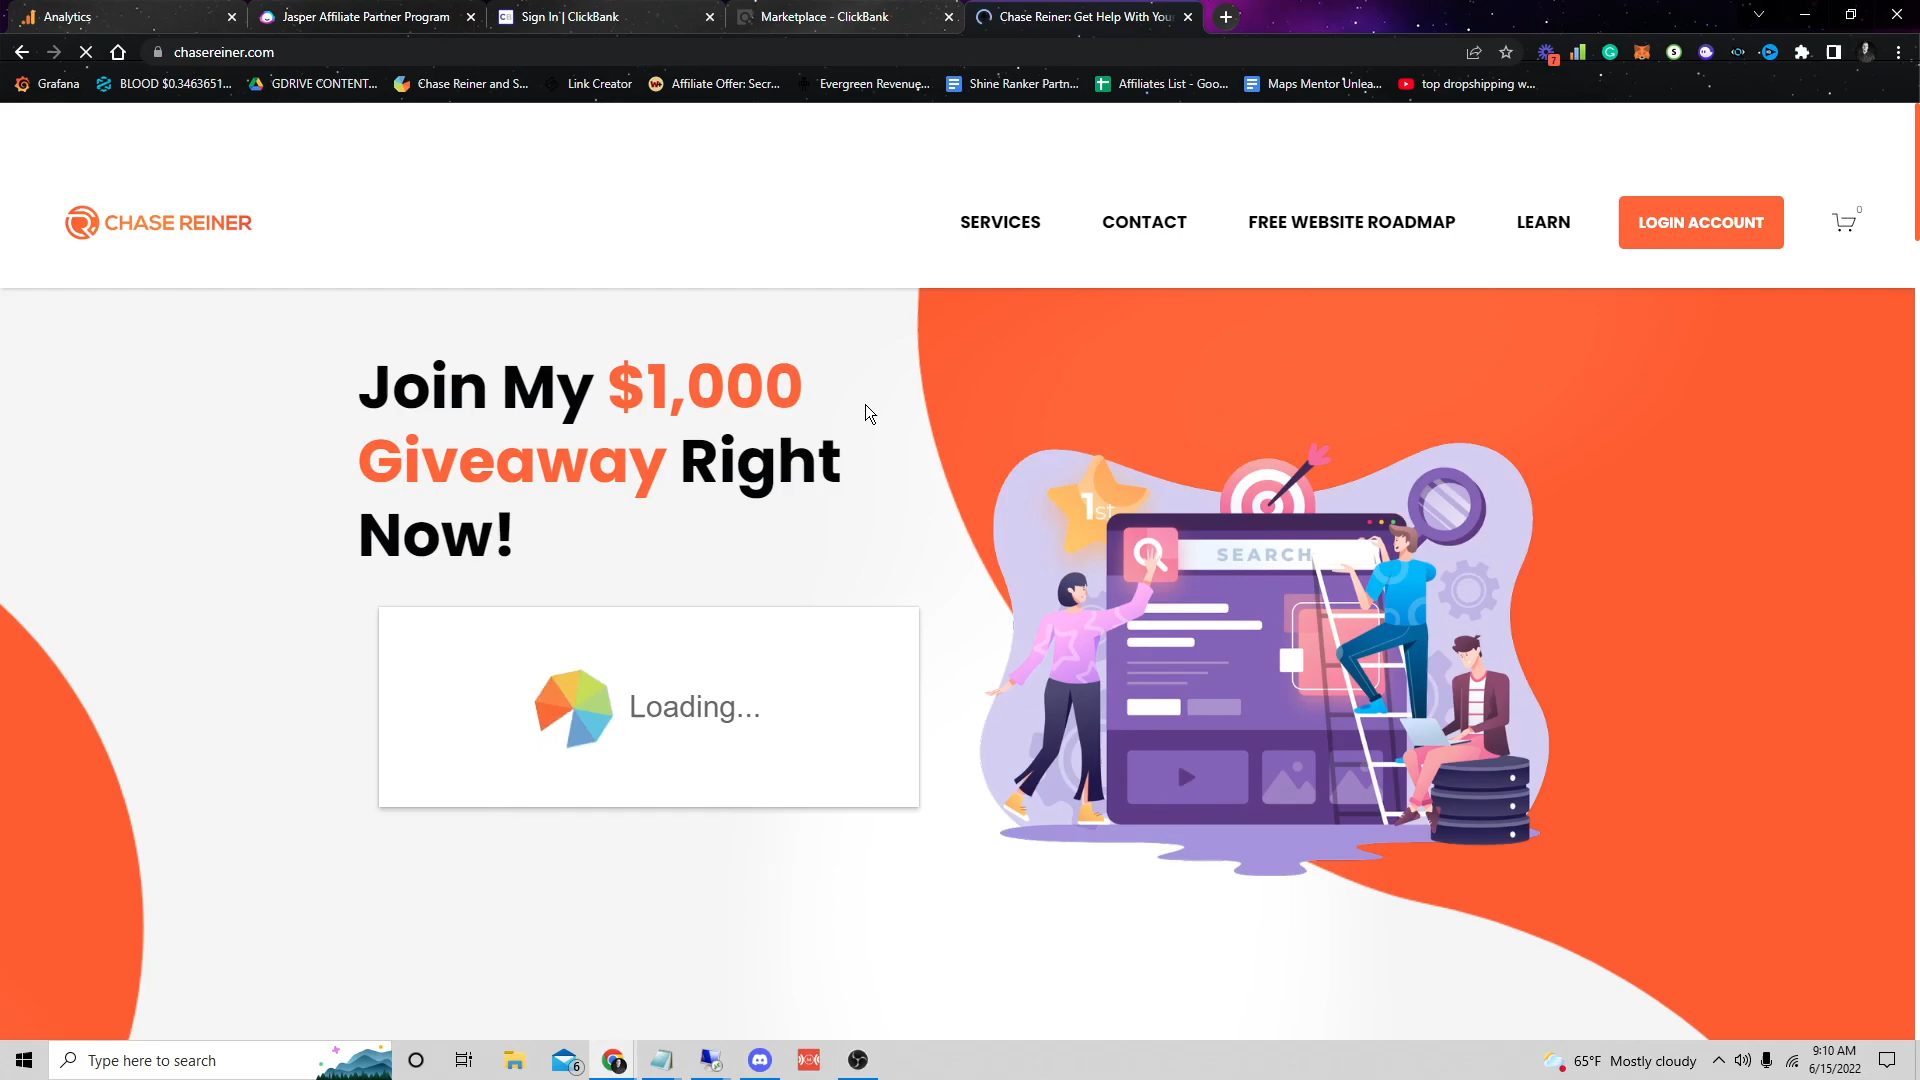 Analytics
Jasper Affiliate Partner Program
CB
Sign In | ClickBank
Marketplace - ClickBank
Chase Reiner: Get Help With Your
chasereiner.com
7
Grafana
BLOOD $0.3463651...
GDRIVE CONTENT...
Chase Reiner and S...
Link Creator
Affiliate Offer: Secr...
Evergreen Revenue...
Shine Ranker Partn...
Affiliates List - Goo...
Maps Mentor Unlea...
top dropshipping w...
CHASE REINER
SERVICES
CONTACT
FREE WEBSITE ROADMAP
LEARN
LOGIN ACCOUNT
0
Join My $1,000
Giveaway Right
Now!
Loading...
1st
SEARCH
Type here to search
6
65°F Mostly cloudy
9:10 AM
6/15/2022